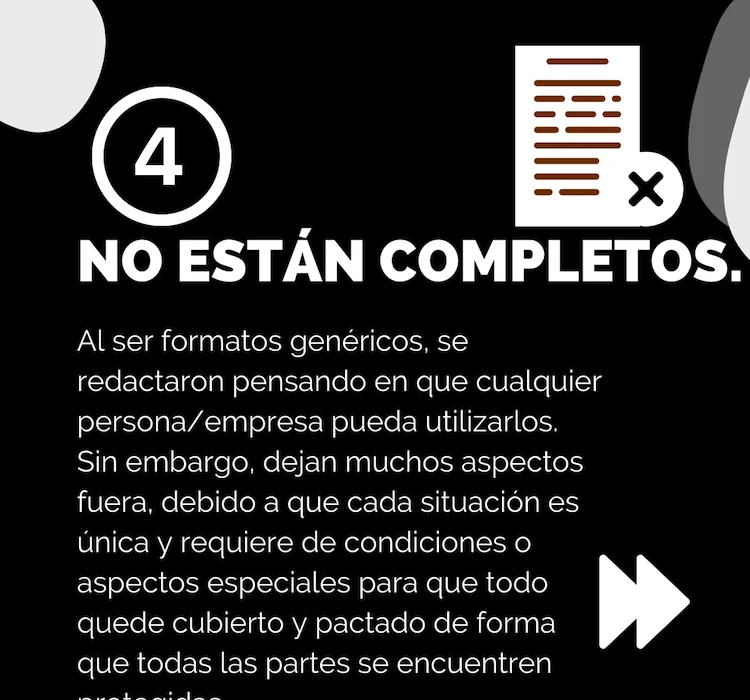 4
NO ESTÁN COMPLETOS.
Al ser formatos genéricos, se
redactaron pensando en que cualquier
persona/empresa pueda utilizarlos.
Sin embargo, dejan muchos aspectos
fuera, debido a que cada situación es
única y requiere de condiciones o
aspectos especiales para que todo
quede cubierto y pactado de forma
que todas las partes se encuentren